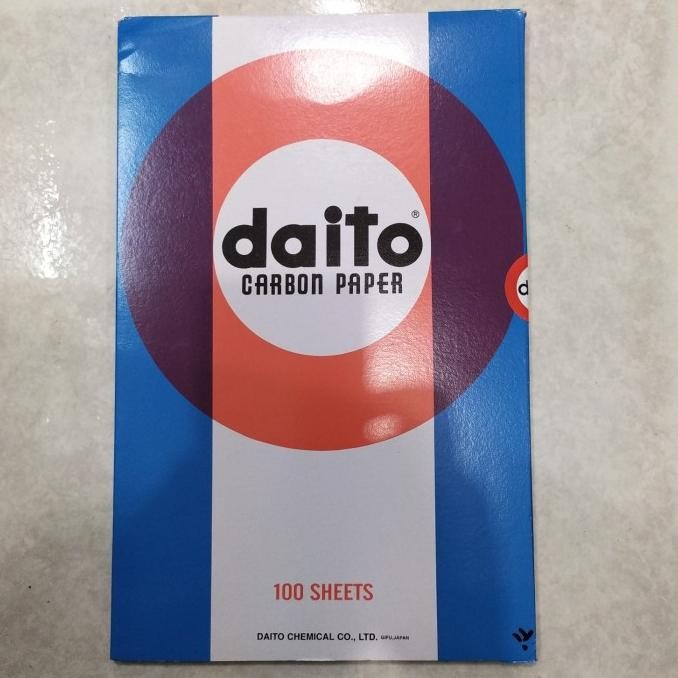 daito®
CARBON PAPER
d
100 SHEETS
DAITO CHEMICAL CO., LTD. GIFU,JAPAN